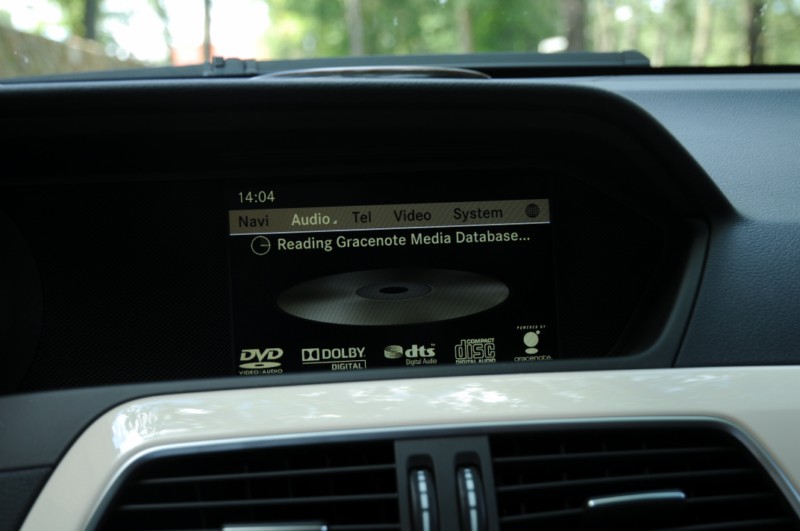 14:04
Navi Audio Tel Video System
Reading Gracenote Media Database...
DVD VIDEO/AUDIO
DOLBY DIGITAL
dts Digital Audio
COMPACT disc DIGITAL AUDIO
POWERED BY gracenote